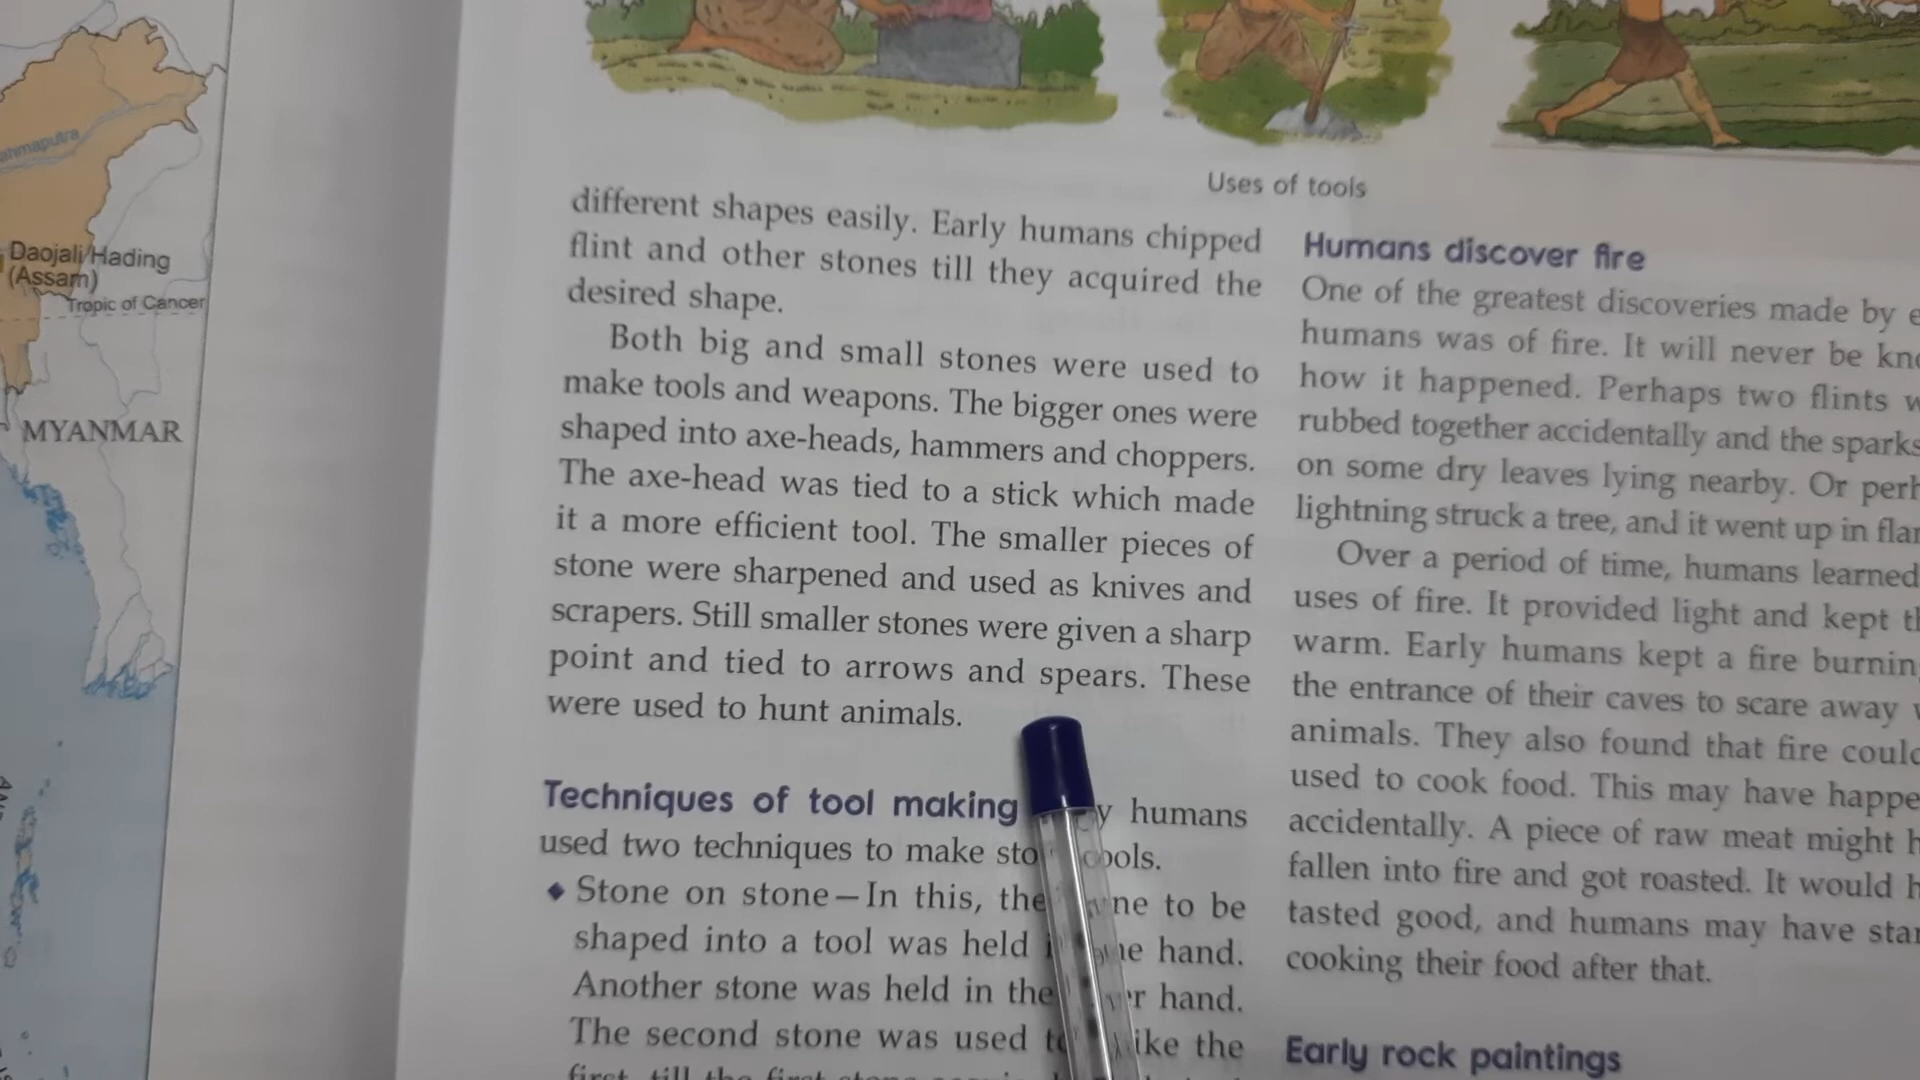 ahmaputra
Daojali Hading
(Assam)
Tropic of Cancer
MYANMAR
Uses of tools
different shapes easily. Early humans chipped
flint and other stones till they acquired the
desired shape.
Both big and small stones were used to
make tools and weapons. The bigger ones were
shaped into axe-heads, hammers and choppers.
The axe-head was tied to a stick which made
it a more efficient tool. The smaller pieces of
stone were sharpened and used as knives and
scrapers. Still smaller stones were given a sharp
point and tied to arrows and spears. These
were used to hunt animals.
Techniques of tool making humans
used two techniques to make
Stone on stone—In this, the to be
shaped into a tool was held hand.
Another stone was held in the hand.
The second stone was used the
Humans discover fire
One of the greatest discoveries made by
humans was of fire. It will never be
how it happened. Perhaps two flints
rubbed together accidentally and the sparks
on some dry leaves lying nearby. Or
lightning struck a tree, and it went up in
Over a period of time, humans learned
uses of fire. It provided light and kept
warm. Early humans kept a fire
the entrance of their caves to scare away
animals. They also found that fire
used to cook food. This may have
accidentally. A piece of raw meat might
fallen into fire and got roasted. It would
tasted good, and humans may have
cooking their food after that.
Early rock paintings